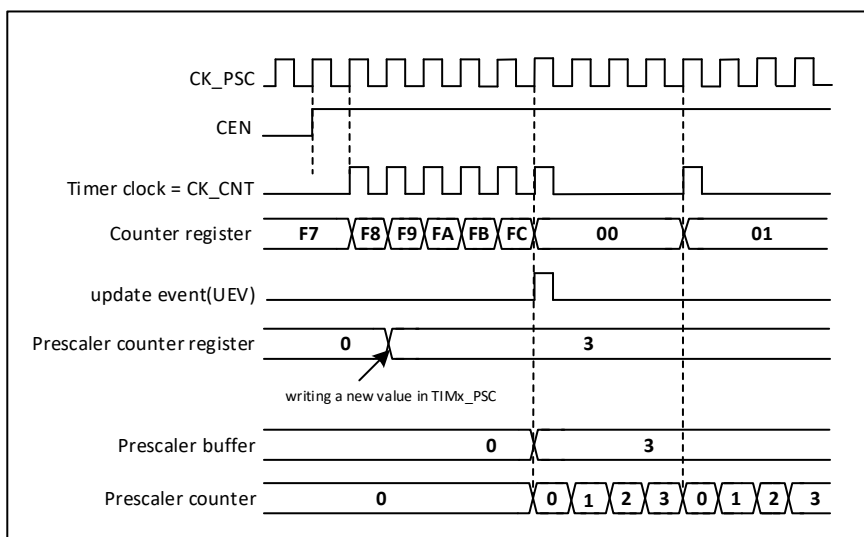 CK_PSC
CEN
Timer clock = CK_CNT
Counter register F7 F8 F9 FA FB FC 00 01
update event(UEV)
Prescaler counter register 0 3
writing a new value in TIMx_PSC
Prescaler buffer 0 3
Prescaler counter 0 0 1 2 3 0 1 2 3